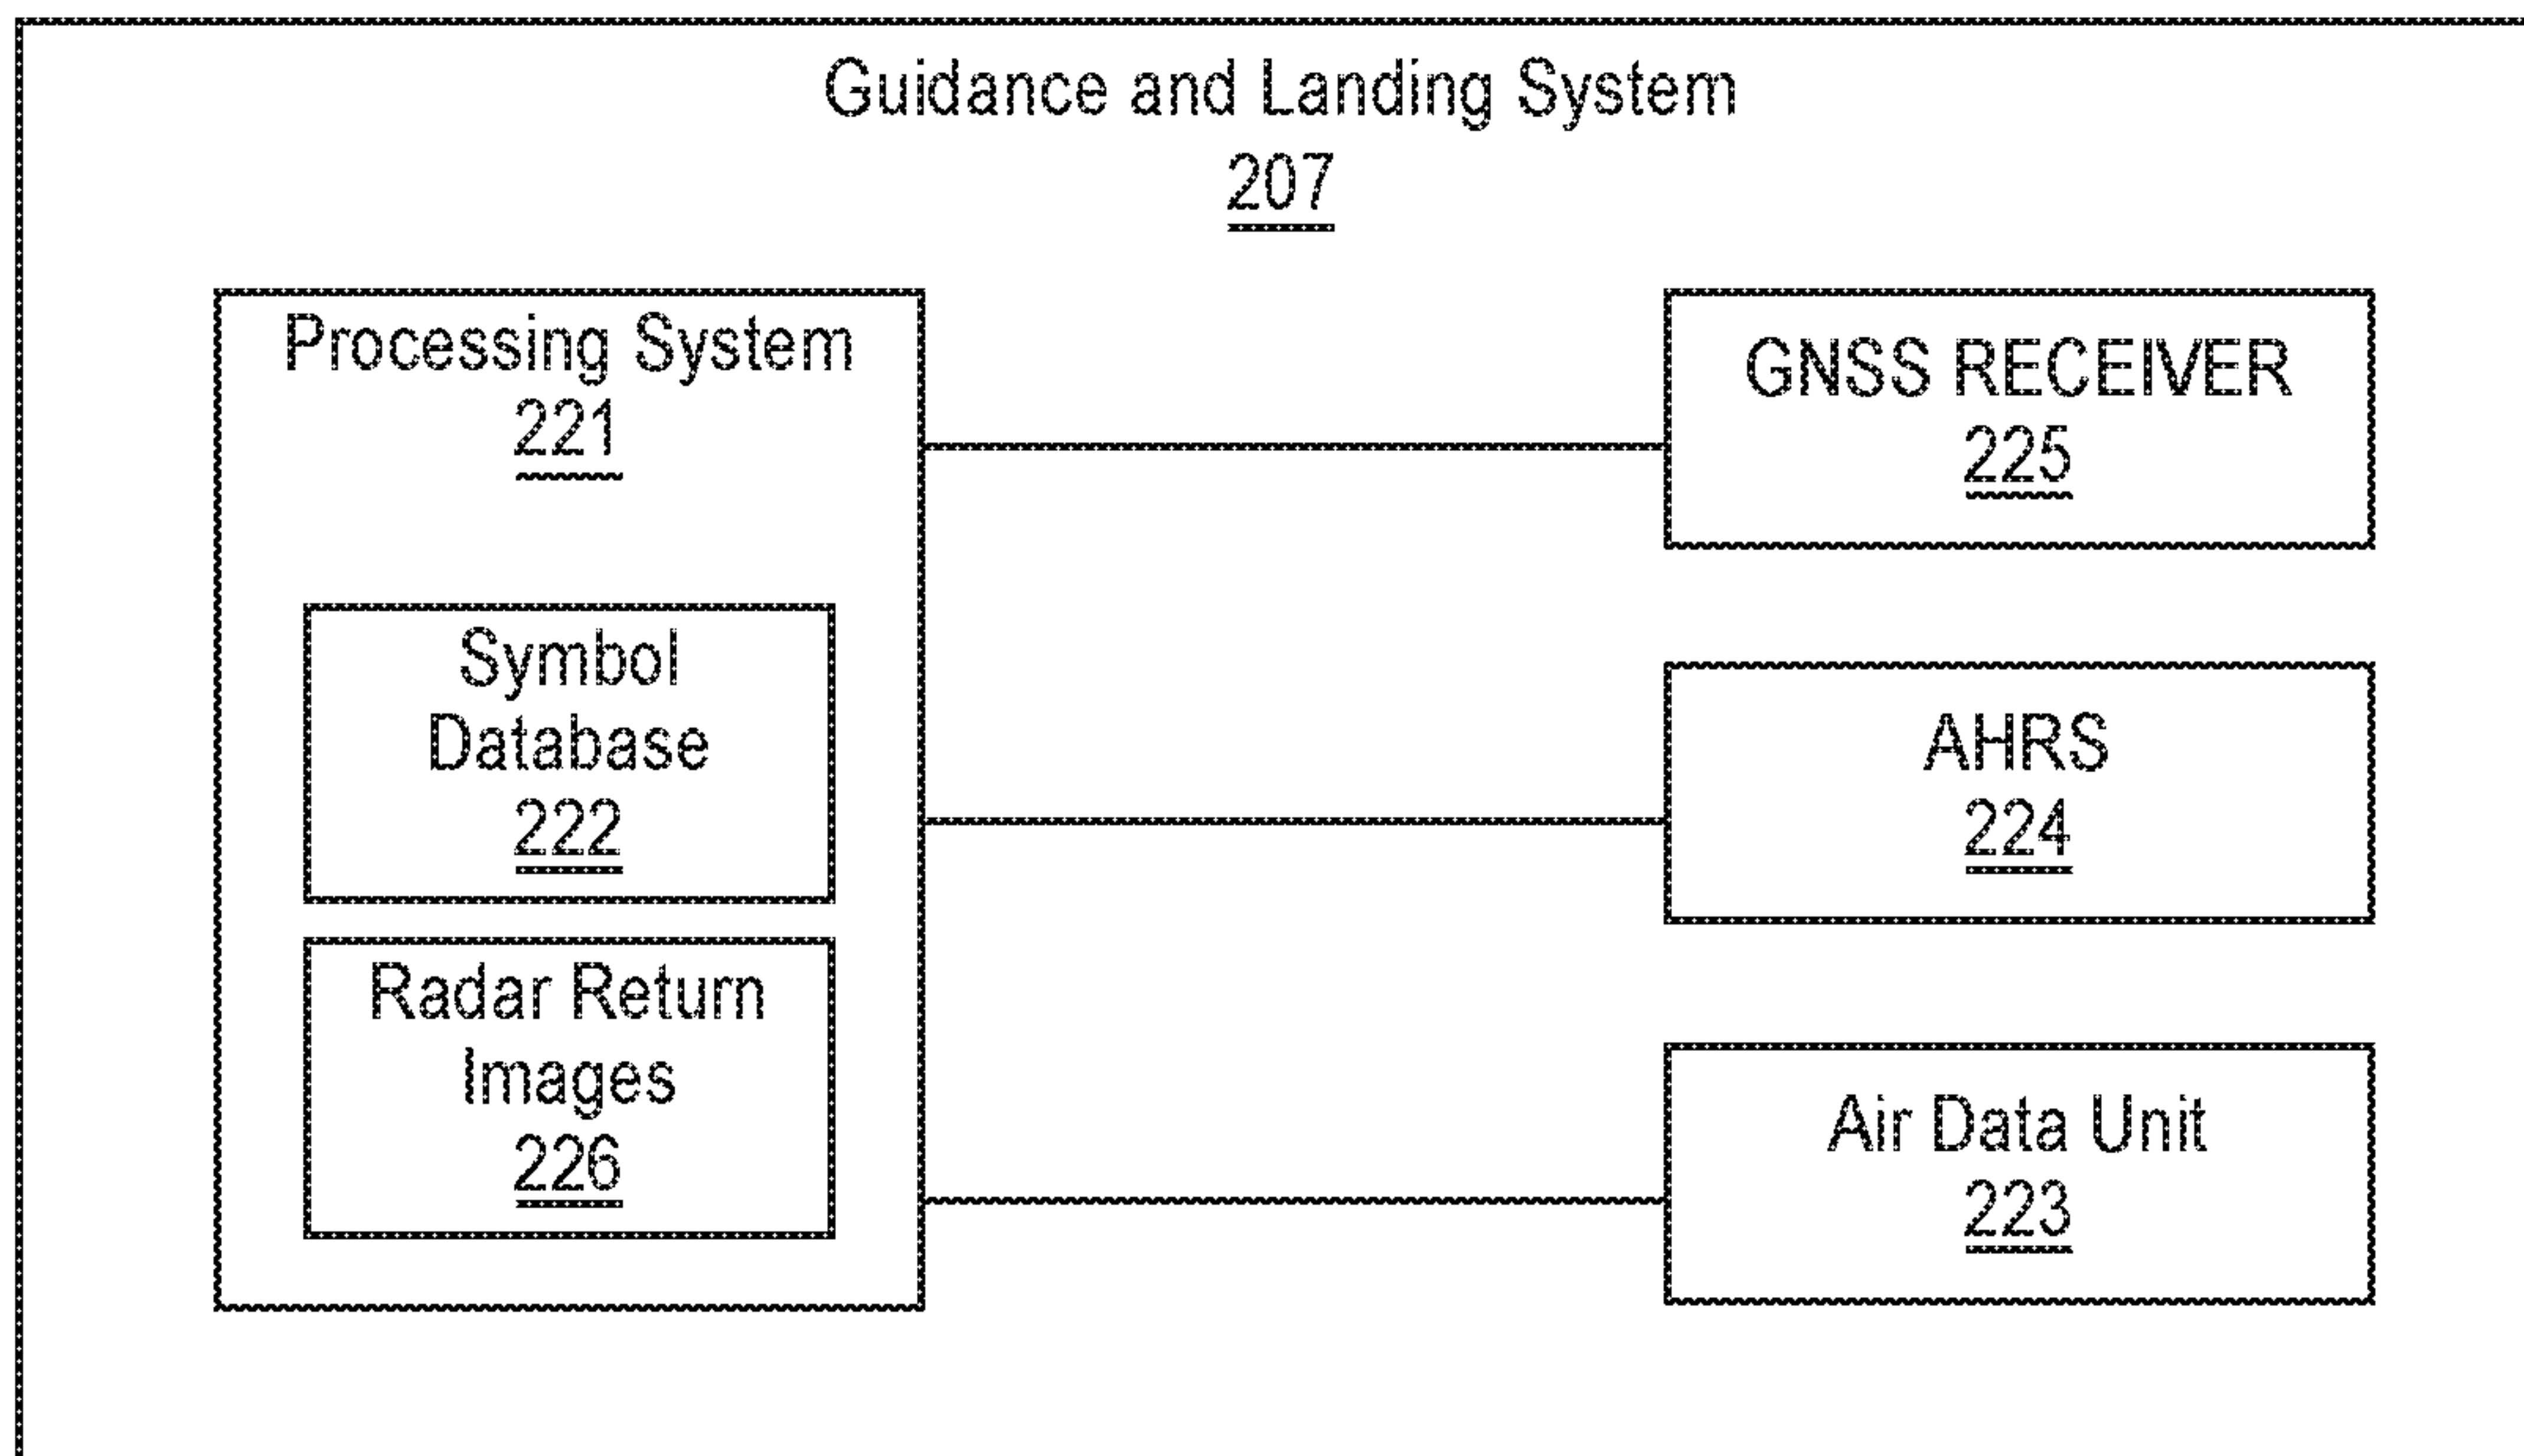 Guidance and Landing System
207
Processing System
221
Symbol
Database
222
Radar Return
Images
226
GNSS RECEIVER
225
AHRS
224
Air Data Unit
223